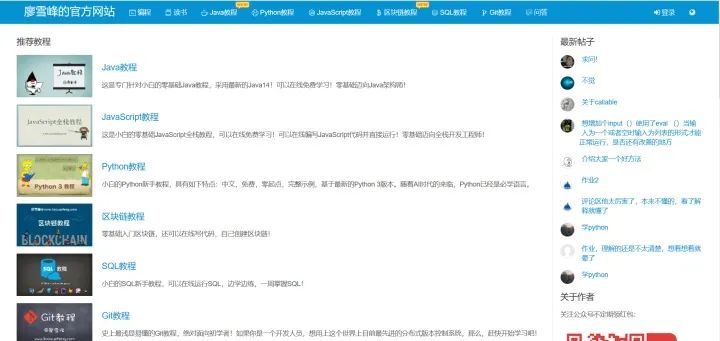 廖雪峰的官方网站
编程
读书
Java教程
Python教程
JavaScript教程
区块链教程
SQL教程
Git教程
问答
登录
推荐教程
Java教程
Java教程
这是专门针对小白的零基础Java教程，采用最新的Java14！可以在线免费学习！零基础迈向Java架构师！
JavaScript全栈教程
JavaScript教程
这是小白的零基础JavaScript全栈教程，可以在线免费学习！可以在线编写JavaScript代码并直接运行！零基础迈向全栈开发工程师！
Python 3 教程
Python教程
小白的Python新手教程，具有如下特点：中文，免费，零起点，完整示例，基于最新的Python 3版本。随着AI时代的来临，Python已经是必学语言。
区块链教程
BLOCKCHAIN
区块链教程
零基础入门区块链，还可以在线写代码，自己创建区块链！
SQL 教程
SQL教程
小白的SQL新手教程，可以在线运行SQL，边学边练，一周掌握SQL！
Git教程
Git教程
史上最浅显易懂的Git教程，绝对面向初学者！如果你是一个开发人员，想用上这个世界上目前最先进的分布式版本控制系统，那么，赶快开始学习吧！
最新帖子
求问！
不觉
关于callable
想增加个input（）使用了eval （）当输
入为一个或者空时输入为列表的形式才能
正常运行，是否还有改善的地方
介绍大家一个好方法
作业2
评论区他太厉害了，本来不懂的，看了解
释就懂了
学python
作业，理解的还是不太清楚，想着想着就
晕了
学python
关于作者
关注公众号不定期领红包：